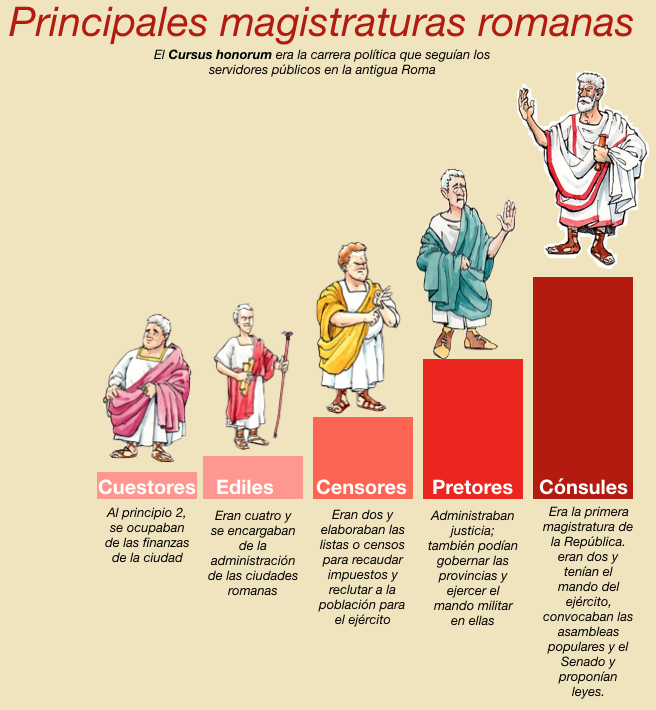 Principales magistraturas romanas
El Cursus honorum era la carrera política que seguían los
servidores públicos en la antigua Roma
Cuestores
Al principio 2,
se ocupaban
de las finanzas
de la ciudad
Ediles
Eran cuatro y
se encargaban
de la
administración
de las ciudades
romanas
Censores
Eran dos y
elaboraban las
listas o censos
para recaudar
impuestos y
reclutar a la
población para
el ejército
Pretores
Administraban
justicia;
también podían
gobernar las
provincias y
ejercer el
mando militar
en ellas
Cónsules
Era la primera
magistratura de
la República.
eran dos y
tenían el
mando del
ejército,
convocaban las
asambleas
populares y el
Senado y
proponían
leyes.